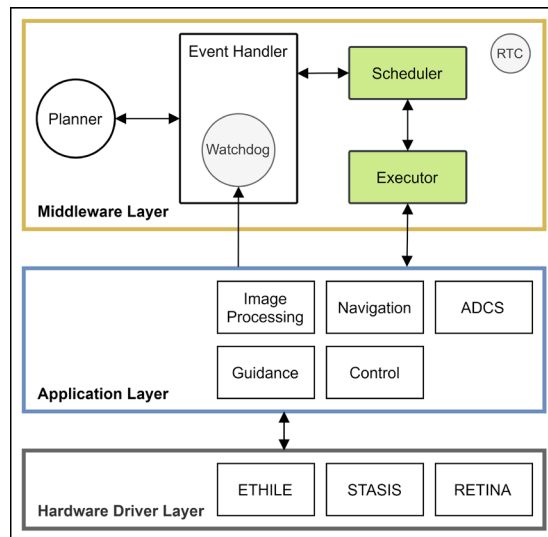 Event Handler
Scheduler
RTC
Planner
Watchdog
Executor
Middleware Layer
Image
Processing
Navigation
ADCS
Guidance
Control
Application Layer
ETHILE
STASIS
RETINA
Hardware Driver Layer